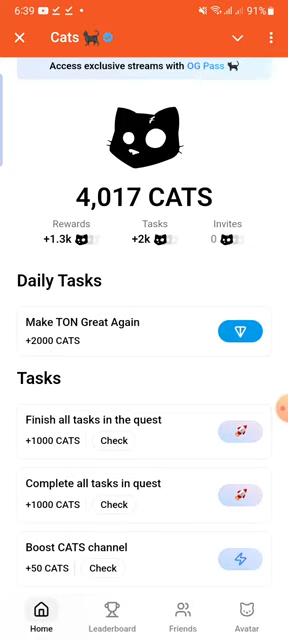 6:39
91%
Cats
Access exclusive streams with OG Pass
4,017 CATS
Rewards Tasks Invites
+1.3k +2k 0
Daily Tasks
Make TON Great Again
+2000 CATS
Tasks
Finish all tasks in the quest
+1000 CATS Check
Complete all tasks in quest
+1000 CATS Check
Boost CATS channel
+50 CATS Check
Home Leaderboard Friends Avatar